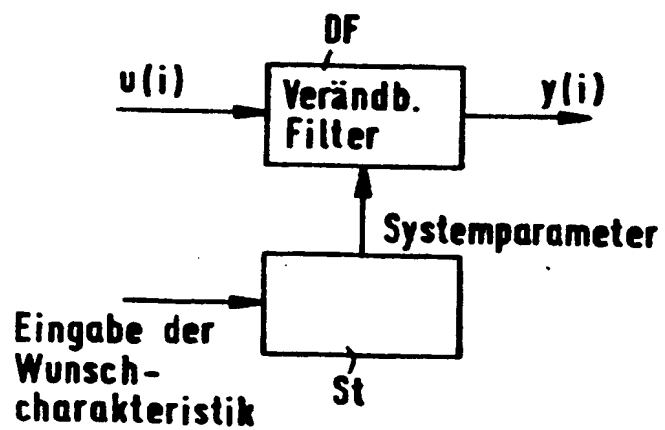 DF
u(i)
Verändb.
Filter
y(i)
Systemparameter
Eingabe der
Wunsch-
charakteristik
St